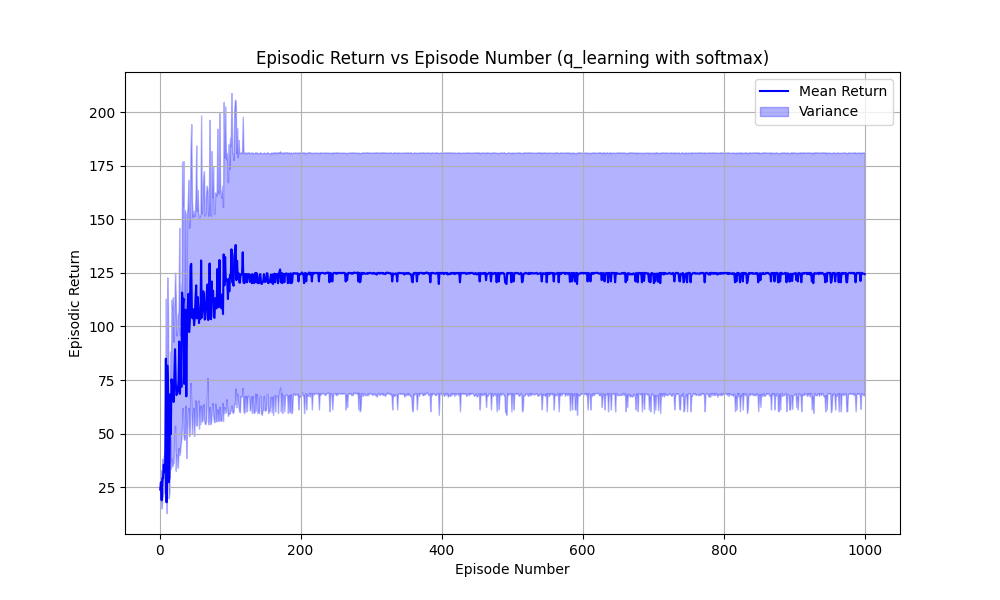 Episodic Return vs Episode Number (q_learning with softmax)
Mean Return
Variance
200
175
150
125
100
75
50
25
Episodic Return
0
200
400
600
800
1000
Episode Number